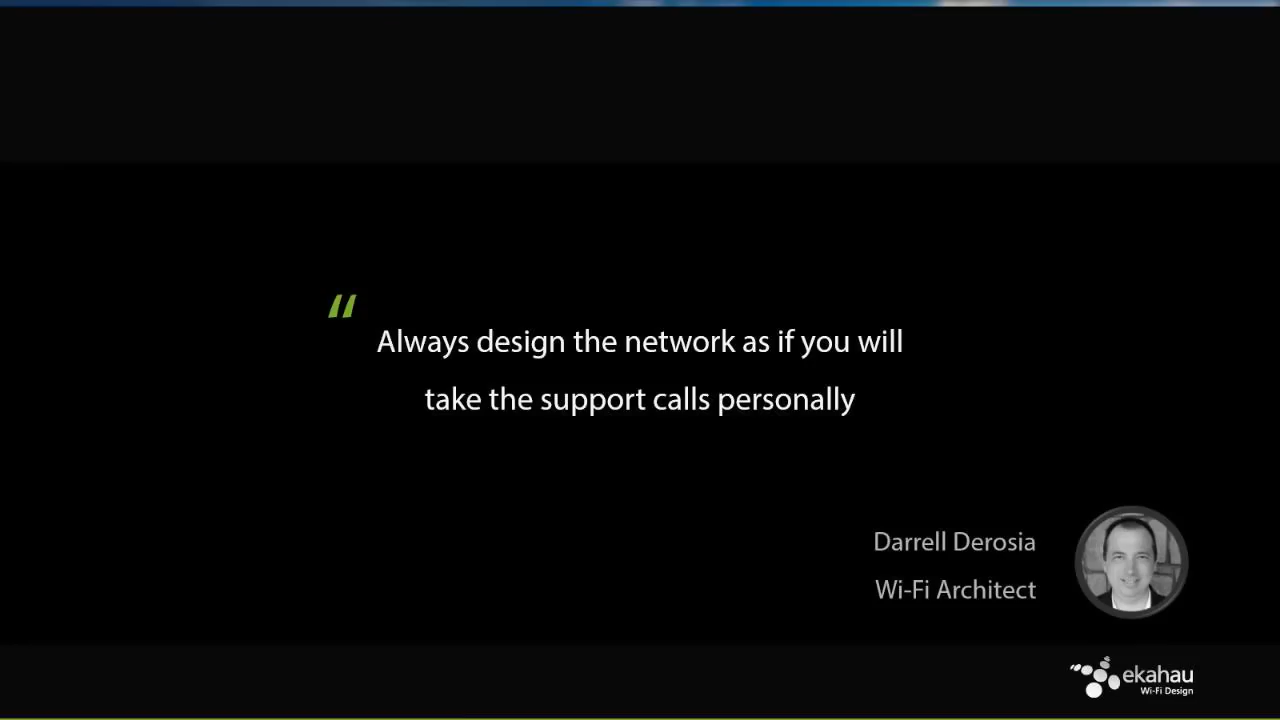 “
Always design the network as if you will
take the support calls personally
Darrell Derosia
Wi-Fi Architect
ekahau
Wi-Fi Design